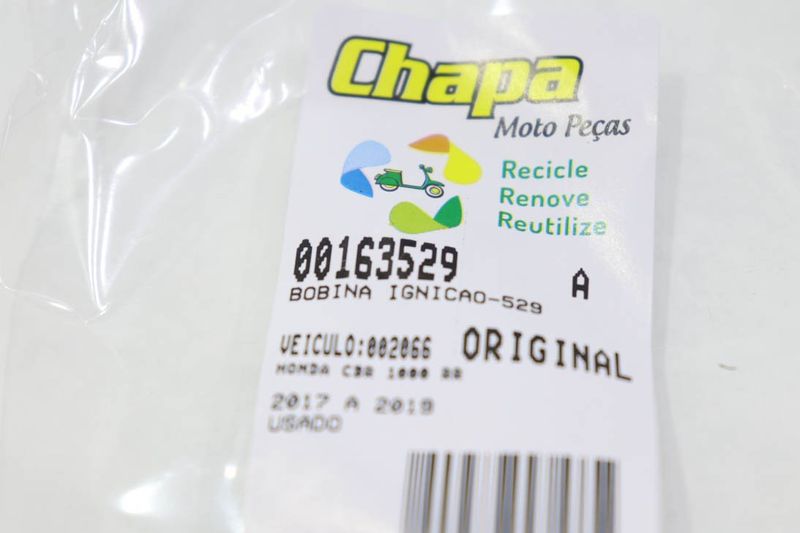 Chapa
Moto Peças
Recicle
Renove
Reutilize
00163529
A
BOBINA IGNICAO-529
VEICULO:002066 ORIGINAL
HONDA CBR 1000 RR
2017 A 2019
USADO